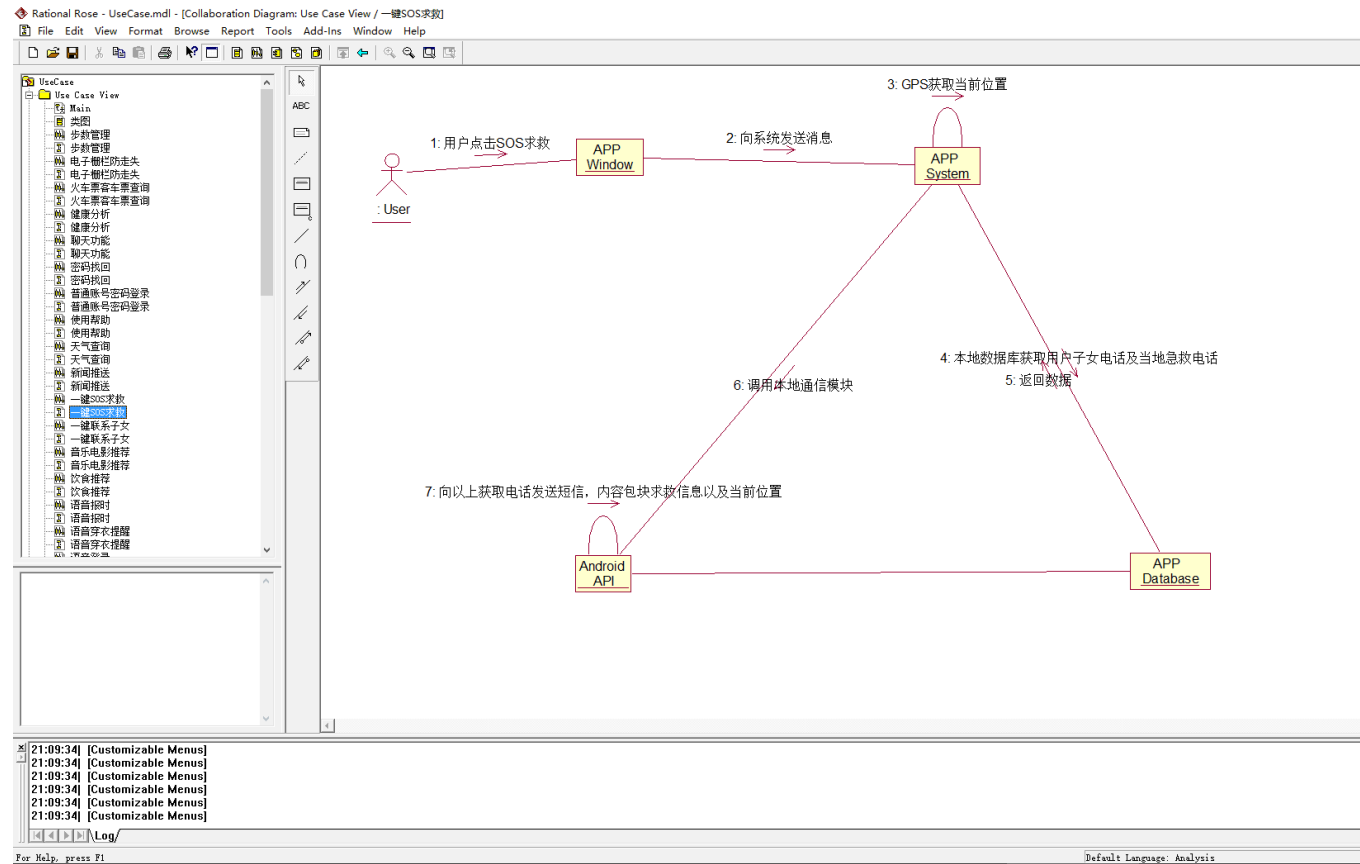 Rational Rose - UseCase.mdl - [Collaboration Diagram: Use Case View / 一键SOS求救]
File Edit View Format Browse Report Tools Add-Ins Window Help
UseCase
Use Case View
Main
类图
步数管理
步数管理
电子栅栏防走失
电子栅栏防走失
火车票客车票查询
火车票客车票查询
健康分析
健康分析
聊天功能
聊天功能
密码找回
密码找回
普通账号密码登录
普通账号密码登录
使用帮助
使用帮助
天气查询
天气查询
新闻推送
新闻推送
一键SOS求救
一键SOS求救
一键联系子女
一键联系子女
音乐电影推荐
音乐电影推荐
饮食推荐
饮食推荐
语音报时
语音报时
语音穿衣提醒
语音穿衣提醒
ABC
3: GPS获取当前位置
1: 用户点击SOS求救
2: 向系统发送消息
APP
Window
APP
System
: User
4: 本地数据库获取用户子女电话及当地急救电话
5: 返回数据
6: 调用本地通信模块
7: 向以上获取电话发送短信，内容包块求救信息以及当前位置
Android
API
APP
Database
21:09:34| [Customizable Menus]
21:09:34| [Customizable Menus]
21:09:34| [Customizable Menus]
21:09:34| [Customizable Menus]
21:09:34| [Customizable Menus]
21:09:34| [Customizable Menus]
Log
For Help, press F1
Default Language: Analysis